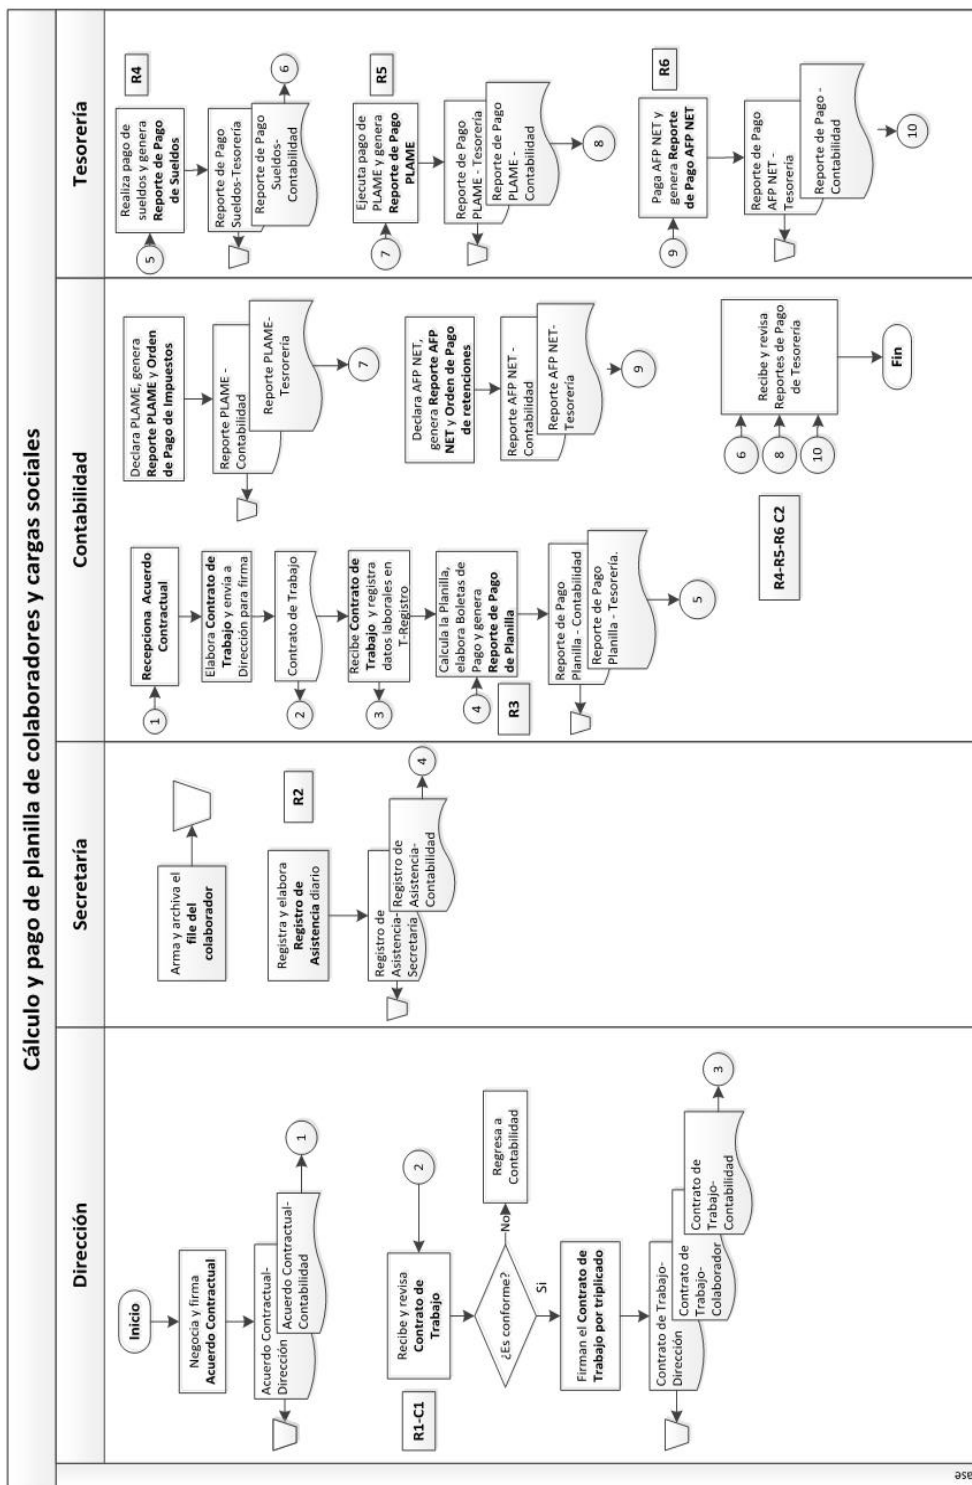 Cálculo y pago de planilla de colaboradores y cargas sociales
Dirección
Inicio
Negocia y firma
Acuerdo Contractual
Acuerdo Contractual-
Dirección
Acuerdo Contractual-
Contabilidad
1
R1-C1
2
Recibe y revisa
Contrato de
Trabajo
¿Es conforme?
No
Regresa a
Contabilidad
Si
Firman el Contrato de
Trabajo por triplicado
Contrato de Trabajo-
Dirección
Contrato de
Trabajo-
Colaborador
Contrato de
Trabajo-
Contabilidad
3
Secretaría
Arma y archiva el
file del
colaborador
R2
Registra y elabora
Registro de
Asistencia diario
Registro de
Asistencia-
Secretaría
Registro de
Asistencia-
Contabilidad
4
Contabilidad
1
Recepciona Acuerdo
Contractual
Elabora Contrato de
Trabajo y envía a
Dirección para firma
Contrato de Trabajo
2
Recibe Contrato de
Trabajo y registra
datos laborales en
T-Registro
3
Calcula la Planilla,
elabora Boletas de
Pago y genera
Reporte de Pago
de Planilla
4
R3
Reporte de Pago
Planilla - Contabilidad
Reporte de Pago
Planilla - Tesorería.
5
Declara PLAME, genera
Reporte PLAME y Orden
de Pago de Impuestos
Reporte PLAME -
Contabilidad
Reporte PLAME-
Tesrorería
7
Declara AFP NET,
genera Reporte AFP
NET y Orden de Pago
de retenciones
Reporte AFP NET -
Contabilidad
Reporte AFP NET-
Tesorería
9
6
8
10
Recibe y revisa
Reportes de Pago
de Tesorería
R4-R5-R6 C2
Fin
Tesorería
R4
Realiza pago de
sueldos y genera
Reporte de Pago
de Sueldos
5
Reporte de Pago
Sueldos-Tesorería
Reporte de Pago
Sueldos-
Contabilidad
6
R5
Ejecuta pago de
PLAME y genera
Reporte de Pago
PLAME
7
Reporte de Pago
PLAME - Tesorería
Reporte de Pago
PLAME -
Contabilidad
8
R6
Paga AFP NET y
genera Reporte
de Pago AFP NET
9
Reporte de Pago
AFP NET -
Tesorería
Reporte de Pago -
Contabilidad
10
ase